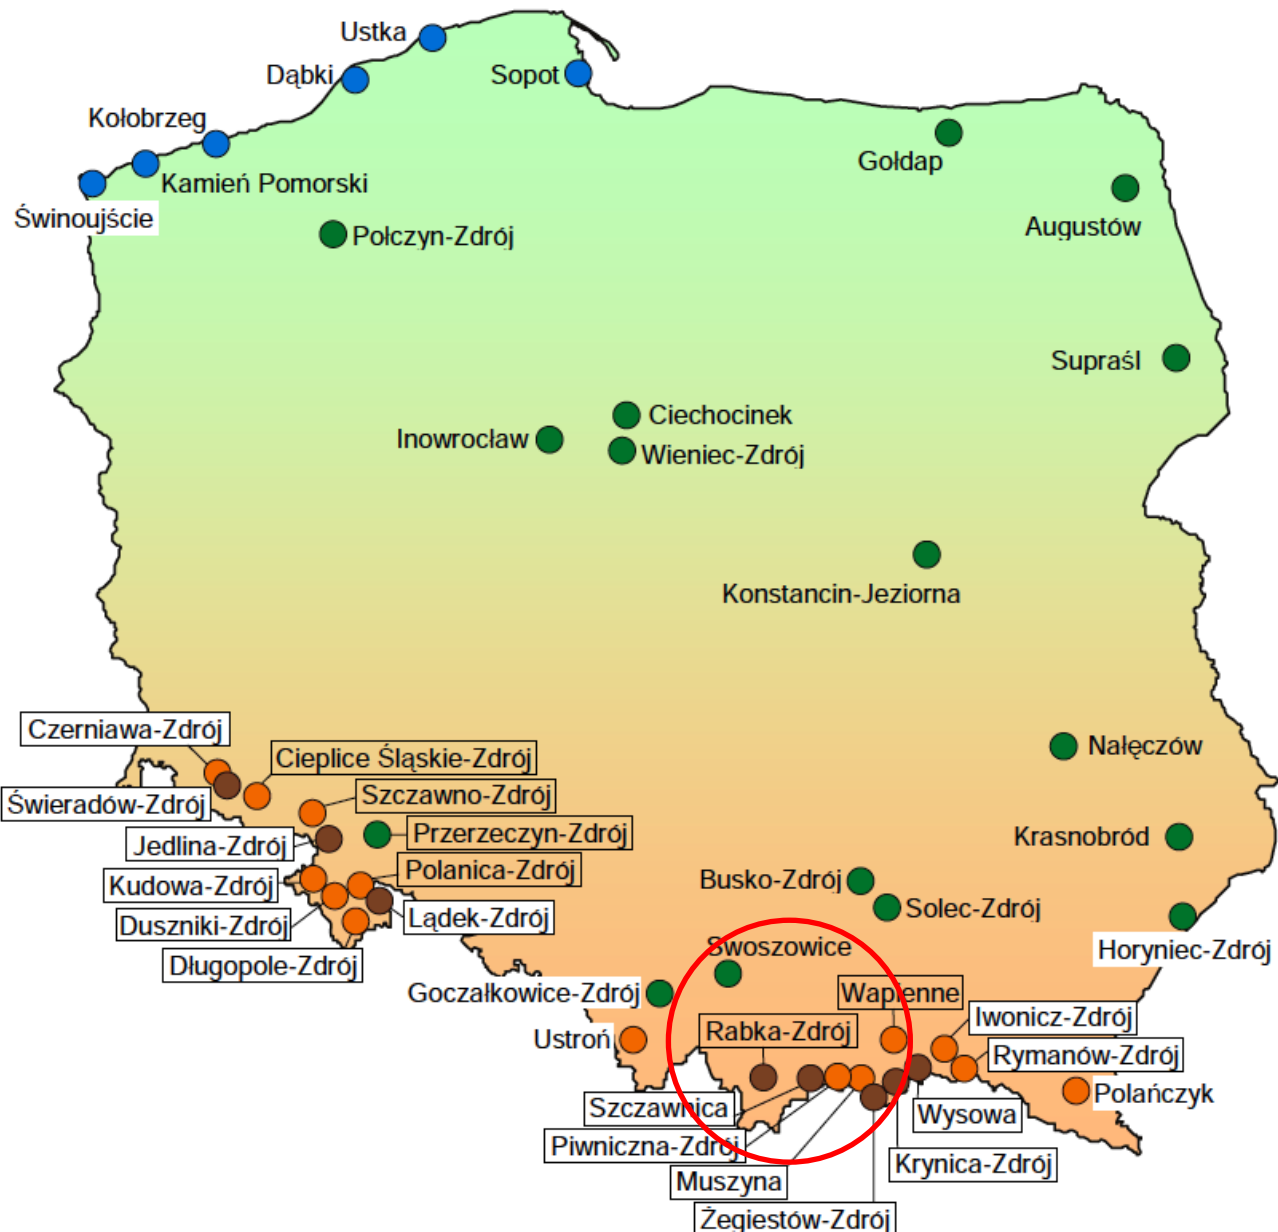 Ustka
Dąbki
Sopot
Kołobrzeg
Gołdap
Kamień Pomorski
Świnoujście
Augustów
Połczyn-Zdrój
Supraśl
Ciechocinek
Inowrocław
Wieniec-Zdrój
Konstancin-Jeziorna
Czerniawa-Zdrój
Nałęczów
Cieplice Śląskie-Zdrój
Szczawno-Zdrój
Świeradów-Zdrój
Przerzeczyn-Zdrój
Krasnobród
Jedlina-Zdrój
Polanica-Zdrój
Kudowa-Zdrój
Busko-Zdrój
Solec-Zdrój
Lądek-Zdrój
Duszniki-Zdrój
Swoszowice
Horyniec-Zdrój
Długopole-Zdrój
Goczałkowice-Zdrój
Wapienne
Iwonicz-Zdrój
Rabka-Zdrój
Ustroń
Rymanów-Zdrój
Polańczyk
Szczawnica
Wysowa
Piwniczna-Zdrój
Krynica-Zdrój
Muszyna
Żegiestów-Zdrój